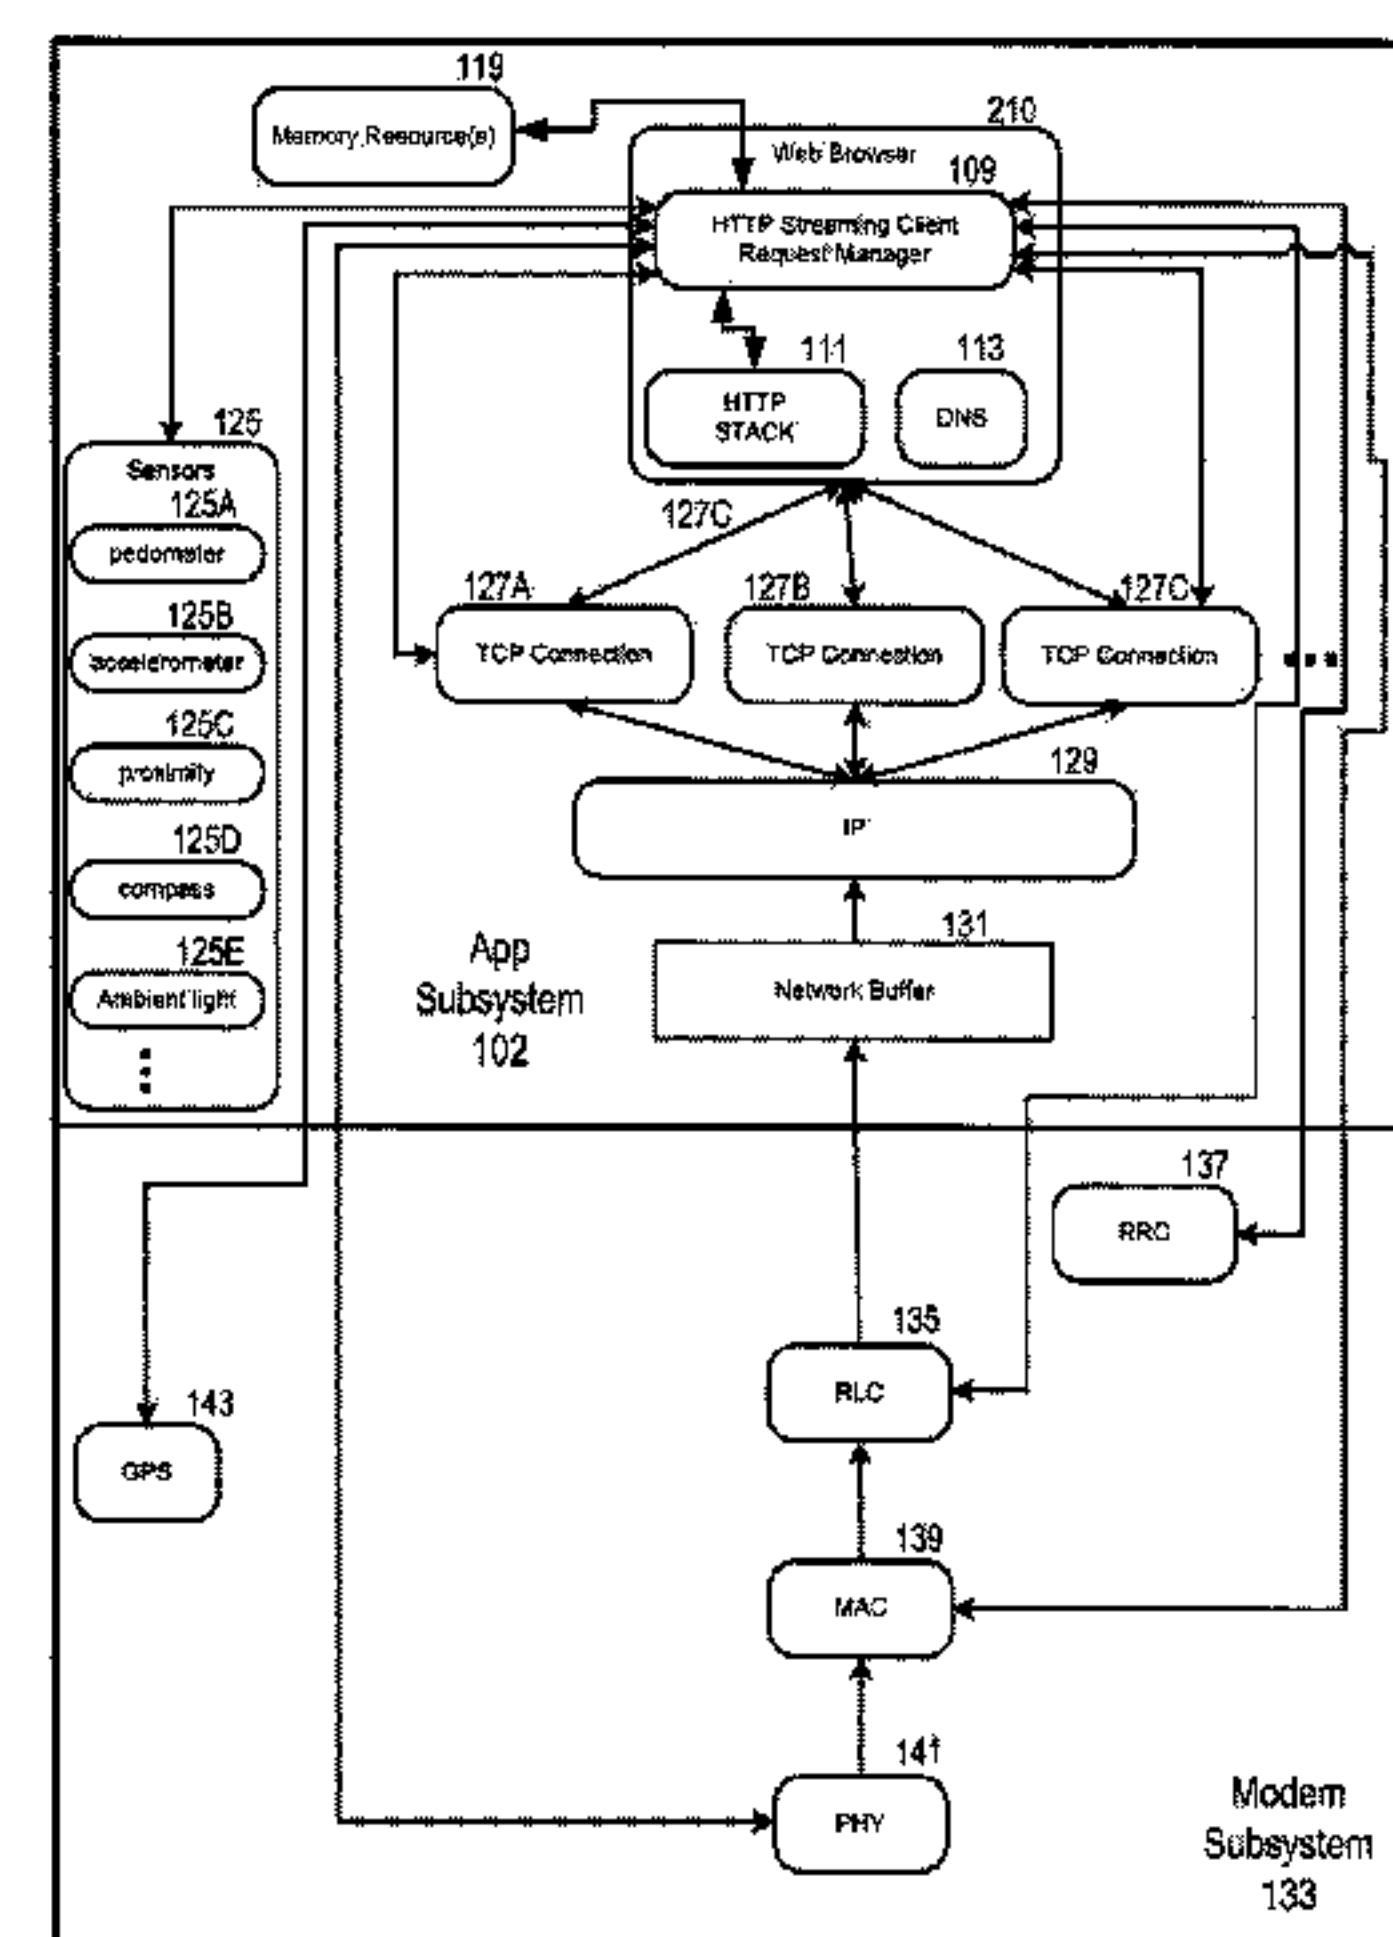 119
Memory Resource(s)
210
Web Browser
109
HTTP Streaming Client
Request Manager
111
HTTP
STACK
113
DNS
125
Sensors
125A
pedometer
125B
accelerometer
125C
proximity
125D
compass
125E
Ambient light
127C
127A
TCP Connection
127B
TCP Connection
127C
TCP Connection
129
IP
131
Network Buffer
App
Subsystem
102
137
RRC
135
RLC
143
GPS
139
MAC
141
PHY
Modem
Subsystem
133